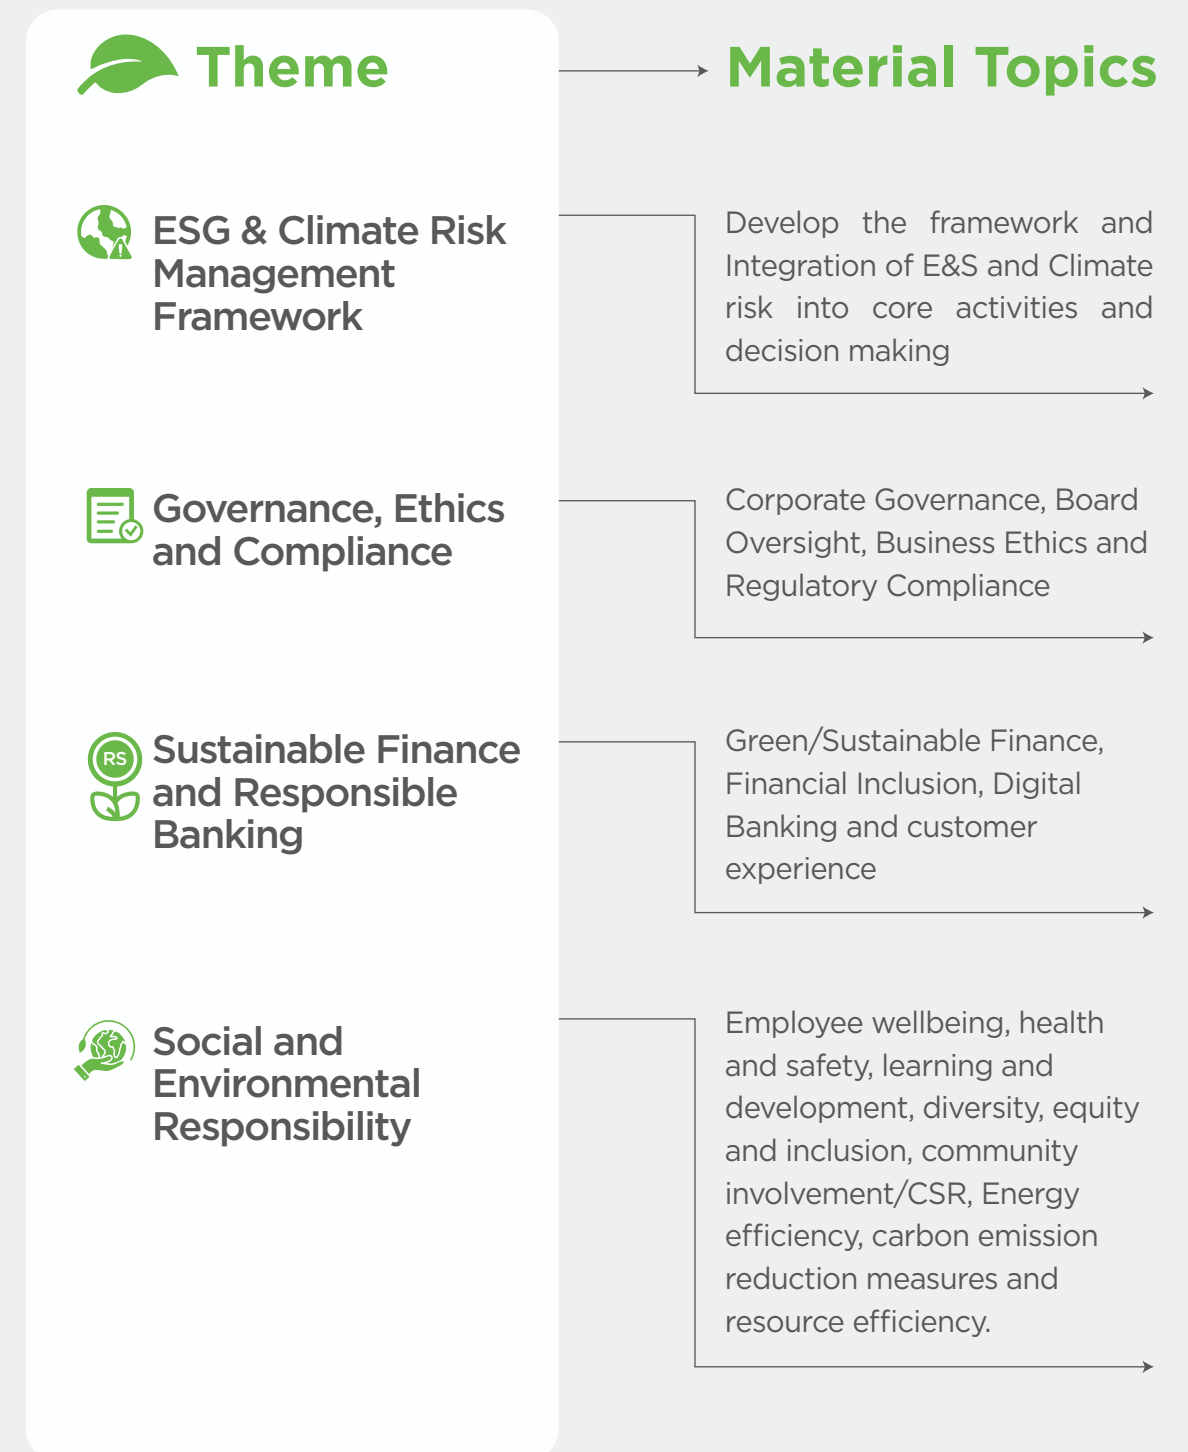 Theme
Material Topics
ESG & Climate Risk
Management
Framework
Develop the framework and
Integration of E&S and Climate
risk into core activities and
decision making
Governance, Ethics
and Compliance
Corporate Governance, Board
Oversight, Business Ethics and
Regulatory Compliance
RS
Sustainable Finance
and Responsible
Banking
Green/Sustainable Finance,
Financial Inclusion, Digital
Banking and customer
experience
Social and
Environmental
Responsibility
Employee wellbeing, health
and safety, learning and
development, diversity, equity
and inclusion, community
involvement/CSR, Energy
efficiency, carbon emission
reduction measures and
resource efficiency.